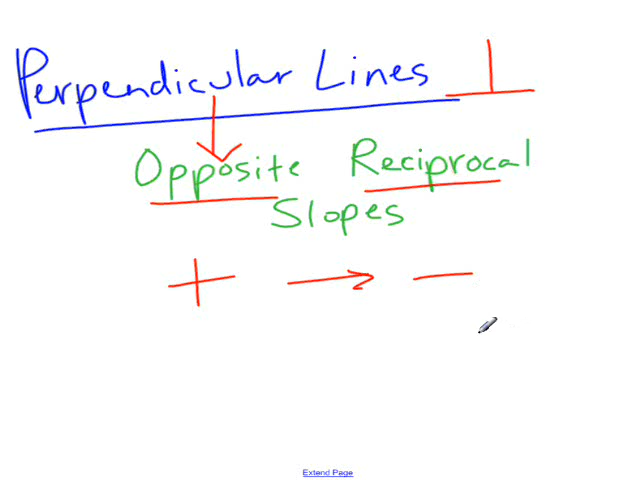 Perpendicular Lines ⊥
Opposite Reciprocal
Slopes
+ → −
Extend Page